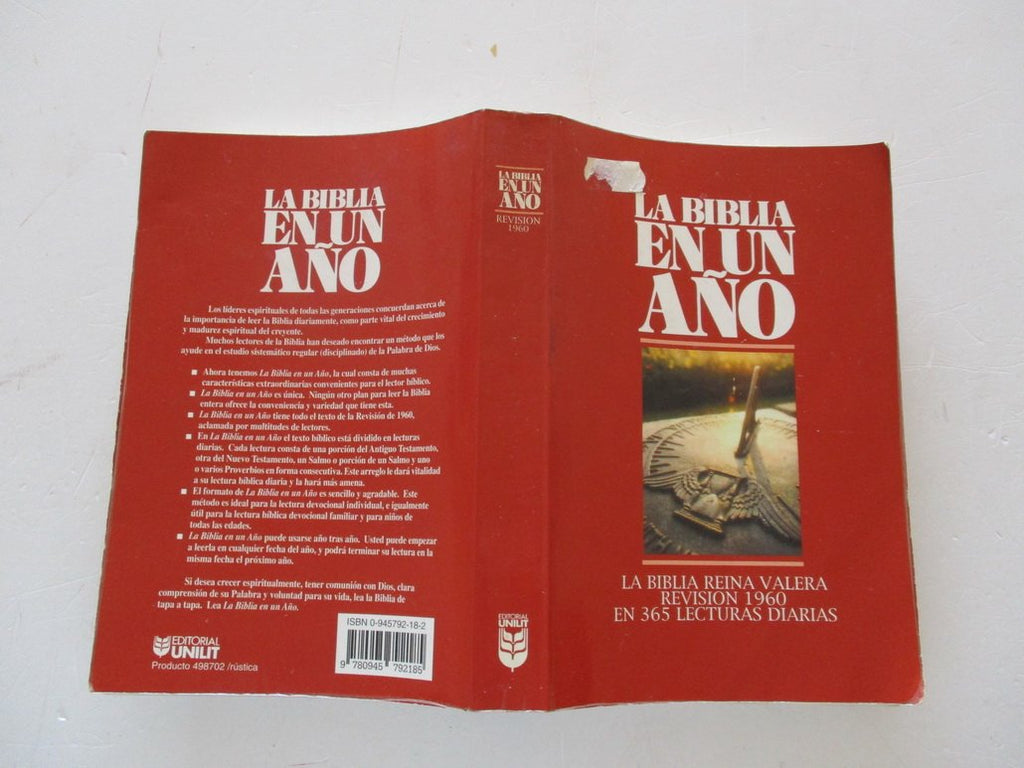 LA BIBLIA
EN UN
AÑO
Los líderes espirituales de todas las generaciones concuerdan acerca de
la importancia de leer la Biblia diariamente, como parte vital del crecimiento
y madurez espiritual del creyente.
Muchos lectores de la Biblia han deseado encontrar un método que los
ayude en el estudio sistemático regular (disciplinado) de la Palabra de Dios.
■ Ahora tenemos La Biblia en un Año, la cual consta de muchas
características extraordinarias convenientes para el lector bíblico.
■ La Biblia en un Año es única. Ningún otro plan para leer la Biblia
entera ofrece la conveniencia y variedad que tiene esta.
■ La Biblia en un Año tiene todo el texto de la Revisión de 1960,
aclamada por multitudes de lectores.
■ En La Biblia en un Año el texto bíblico está dividido en lecturas
diarias. Cada lectura consta de una porción del Antiguo Testamento,
otra del Nuevo Testamento, un Salmo o porción de un Salmo y uno
o varios Proverbios en forma consecutiva. Este arreglo le dará vitalidad
a su lectura bíblica diaria y la hará más amena.
■ El formato de La Biblia en un Año es sencillo y agradable. Este
método es ideal para la lectura devocional individual, e igualmente
útil para la lectura bíblica devocional familiar y para niños de
todas las edades.
■ La Biblia en un Año puede usarse año tras año. Usted puede empezar
a leerla en cualquier fecha del año, y podrá terminar su lectura en la
misma fecha el próximo año.
Si desea crecer espiritualmente, tener comunión con Dios, clara
comprensión de su Palabra y voluntad para su vida, lea la Biblia de
tapa a tapa. Lea La Biblia en un Año.
EDITORIAL
UNILIT
Producto 498702 /rústica
ISBN 0-945792-18-2
9 780945 792185
LA BIBLIA
EN UN
AÑO
REVISION
1960
EDITORIAL
UNILIT
LA BIBLIA
EN UN
AÑO
LA BIBLIA REINA VALERA
REVISION 1960
EN 365 LECTURAS DIARIAS